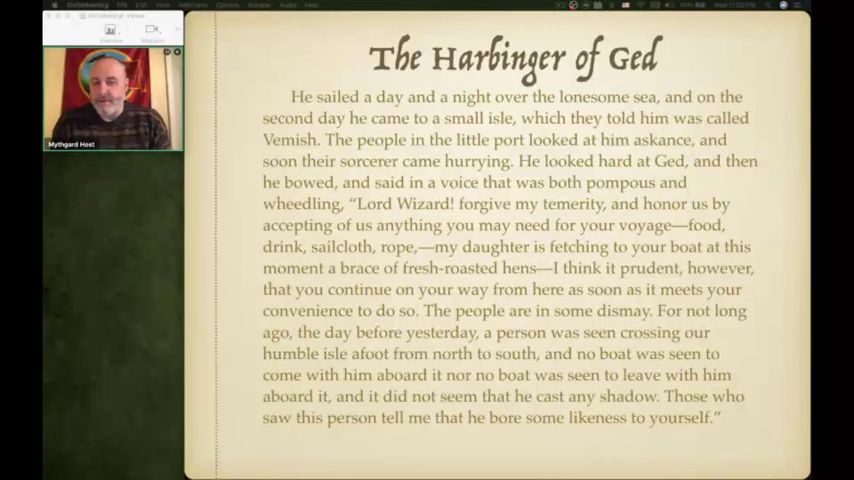 GoToWebinar Viewer
Mythgard Host
The Harbinger of Ged
He sailed a day and a night over the lonesome sea, and on the
second day he came to a small isle, which they told him was called
Vemish. The people in the little port looked at him askance, and
soon their sorcerer came hurrying. He looked hard at Ged, and then
he bowed, and said in a voice that was both pompous and
wheedling, “Lord Wizard! forgive my temerity, and honor us by
accepting of us anything you may need for your voyage—food,
drink, sailcloth, rope,—my daughter is fetching to your boat at this
moment a brace of fresh-roasted hens—I think it prudent, however,
that you continue on your way from here as soon as it meets your
convenience to do so. The people are in some dismay. For not long
ago, the day before yesterday, a person was seen crossing our
humble isle afoot from north to south, and no boat was seen to
come with him aboard it nor no boat was seen to leave with him
aboard it, and it did not seem that he cast any shadow. Those who
saw this person tell me that he bore some likeness to yourself.”